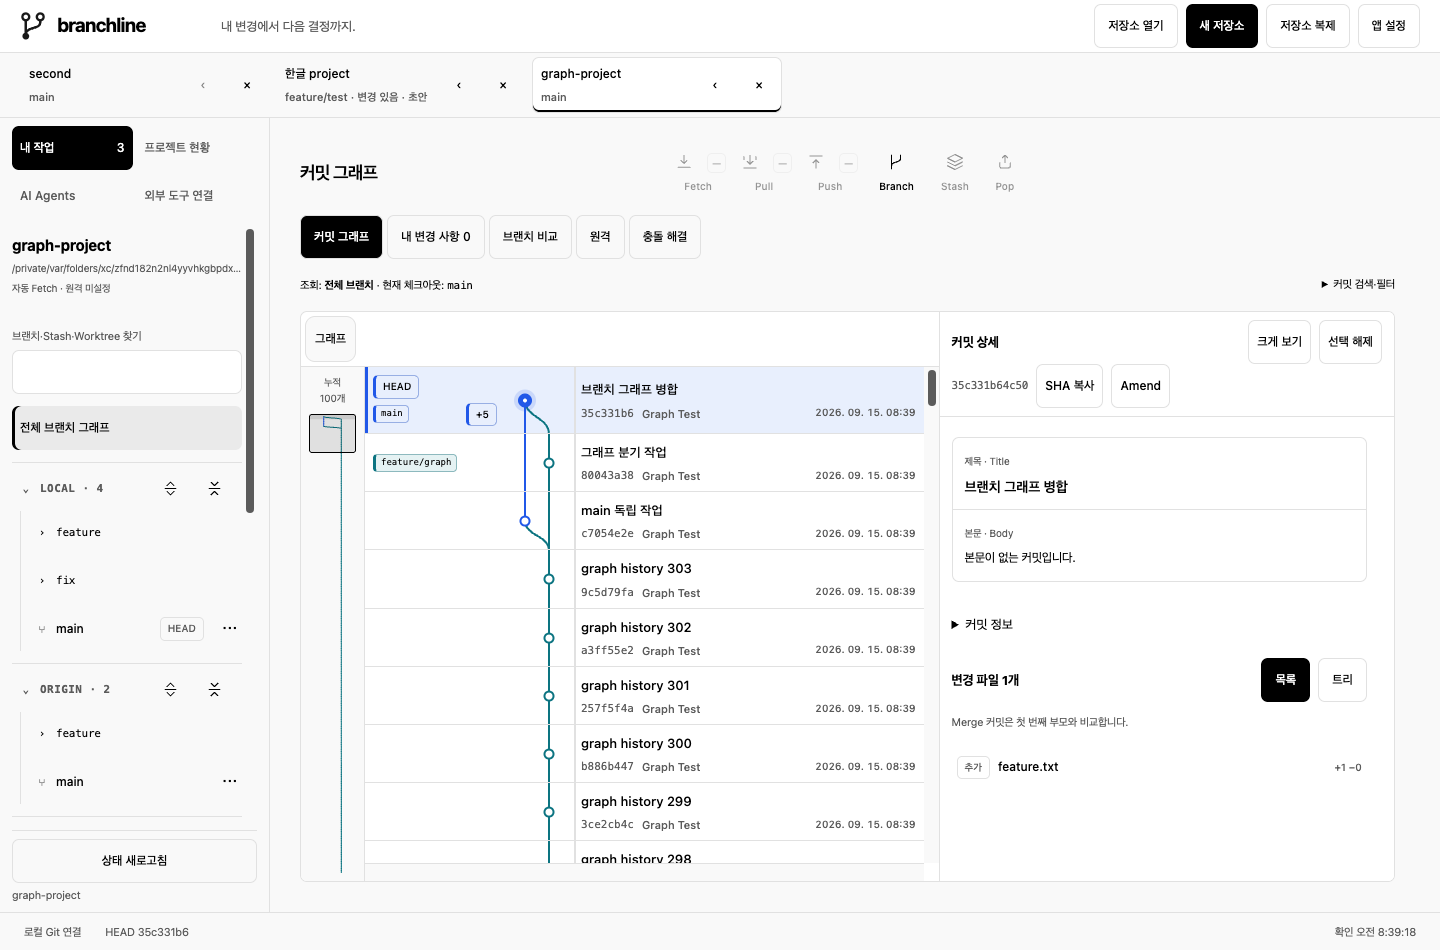 branchline
내 변경에서 다음 결정까지.
저장소 열기
새 저장소
저장소 복제
앱 설정
second
main
한글 project
feature/test · 변경 있음 · 초안
graph-project
main
내 작업 3
프로젝트 현황
AI Agents
외부 도구 연결
graph-project
/private/var/folders/xc/zfnd182n2nl4yyvhkgbpdx...
자동 Fetch · 원격 미설정
브랜치·Stash·Worktree 찾기
전체 브랜치 그래프
LOCAL · 4
feature
fix
main HEAD
ORIGIN · 2
feature
main
상태 새로고침
graph-project
커밋 그래프
Fetch
Pull
Push
Branch
Stash
Pop
커밋 그래프
내 변경 사항 0
브랜치 비교
원격
충돌 해결
조회: 전체 브랜치 · 현재 체크아웃: main
커밋 검색·필터
그래프
누적
100개
HEAD
main
+5
브랜치 그래프 병합
35c331b6 Graph Test 2026. 09. 15. 08:39
feature/graph
그래프 분기 작업
80043a38 Graph Test 2026. 09. 15. 08:39
main 독립 작업
c7054e2e Graph Test 2026. 09. 15. 08:39
graph history 303
9c5d79fa Graph Test 2026. 09. 15. 08:39
graph history 302
a3ff55e2 Graph Test 2026. 09. 15. 08:39
graph history 301
257f5f4a Graph Test 2026. 09. 15. 08:39
graph history 300
b886b447 Graph Test 2026. 09. 15. 08:39
graph history 299
3ce2cb4c Graph Test 2026. 09. 15. 08:39
graph history 298
커밋 상세
크게 보기
선택 해제
35c331b64c50
SHA 복사
Amend
제목 · Title
브랜치 그래프 병합
본문 · Body
본문이 없는 커밋입니다.
커밋 정보
변경 파일 1개
목록
트리
Merge 커밋은 첫 번째 부모와 비교합니다.
추가 feature.txt +1 −0
로컬 Git 연결
HEAD 35c331b6
확인 오전 8:39:18